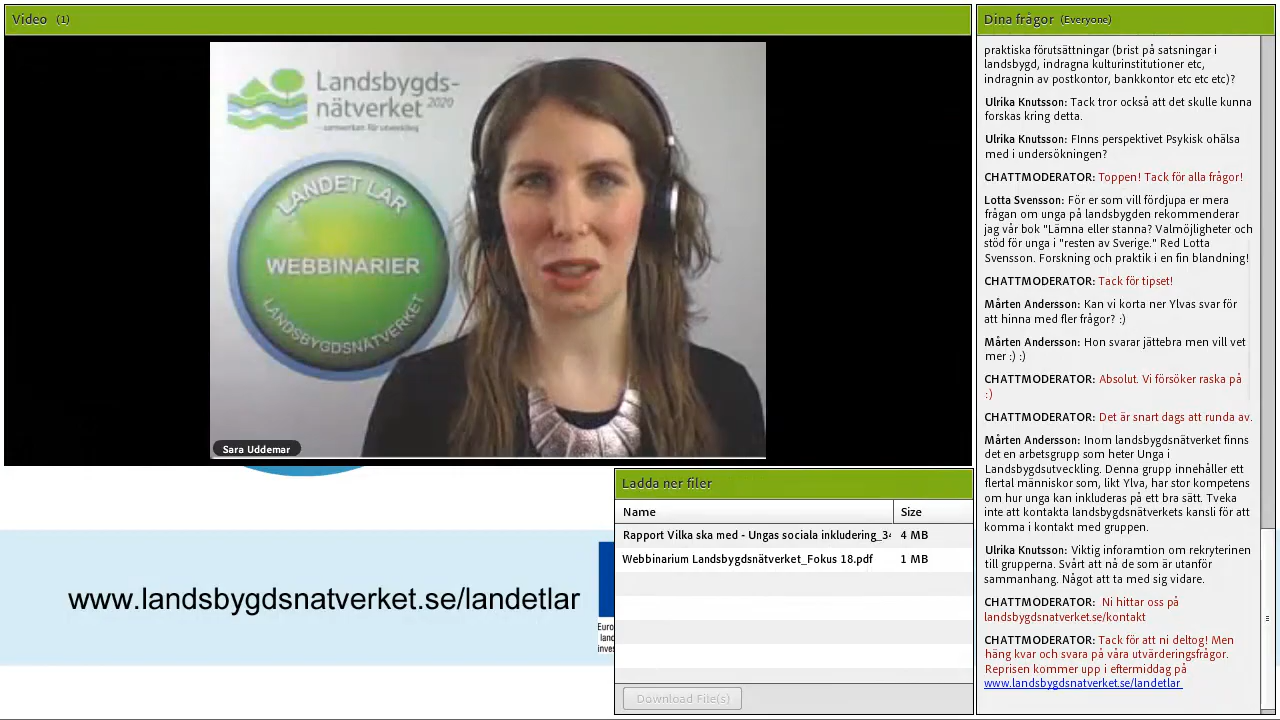 Video (1)
Landsbygds-
nätverket 2020
samverkan för utveckling
LANDET LÄR
WEBBINARIER
LANDSBYGDSNÄTVERKET
Sara Uddemar
www.landsbygdsnatverket.se/landetlar
Euro
land
inves
Ladda ner filer
Name Size
Rapport Vilka ska med - Ungas sociala inkludering_34 4 MB
Webbinarium Landsbygdsnätverket_Fokus 18.pdf 1 MB
Download File(s)
Dina frågor (Everyone)
praktiska förutsättningar (brist på satsningar i
landsbygd, indragna kulturinstitutioner etc,
indragnin av postkontor, bankkontor etc etc etc)?
Ulrika Knutsson: Tack tror också att det skulle kunna
forskas kring detta.
Ulrika Knutsson: FInns perspektivet Psykisk ohälsa
med i undersökningen?
CHATTMODERATOR: Toppen! Tack för alla frågor!
Lotta Svensson: För er som vill fördjupa er mera
frågan om unga på landsbygden rekommenderar
jag vår bok "Lämna eller stanna? Valmöjligheter och
stöd för unga i "resten av Sverige." Red Lotta
Svensson. Forskning och praktik i en fin blandning!
CHATTMODERATOR: Tack för tipset!
Mårten Andersson: Kan vi korta ner Ylvas svar för
att hinna med fler frågor? :)
Mårten Andersson: Hon svarar jättebra men vill vet
mer :) :)
CHATTMODERATOR: Absolut. Vi försöker raska på
:)
CHATTMODERATOR: Det är snart dags att runda av.
Mårten Andersson: Inom landsbygdsnätverket finns
det en arbetsgrupp som heter Unga i
Landsbygdsutveckling. Denna grupp innehåller ett
flertal människor som, likt Ylva, har stor kompetens
om hur unga kan inkluderas på ett bra sätt. Tveka
inte att kontakta landsbygdsnätverkets kansli för att
komma i kontakt med gruppen.
Ulrika Knutsson: Viktig inforamtion om rekryterinen
till grupperna. Svårt att nå de som är utanför
sammanhang. Något att ta med sig vidare.
CHATTMODERATOR: Ni hittar oss på
landsbygdsnatverket.se/kontakt
CHATTMODERATOR: Tack för att ni deltog! Men
häng kvar och svara på våra utvärderingsfrågor.
Reprisen kommer upp i eftermiddag på
www.landsbygdsnatverket.se/landetlar